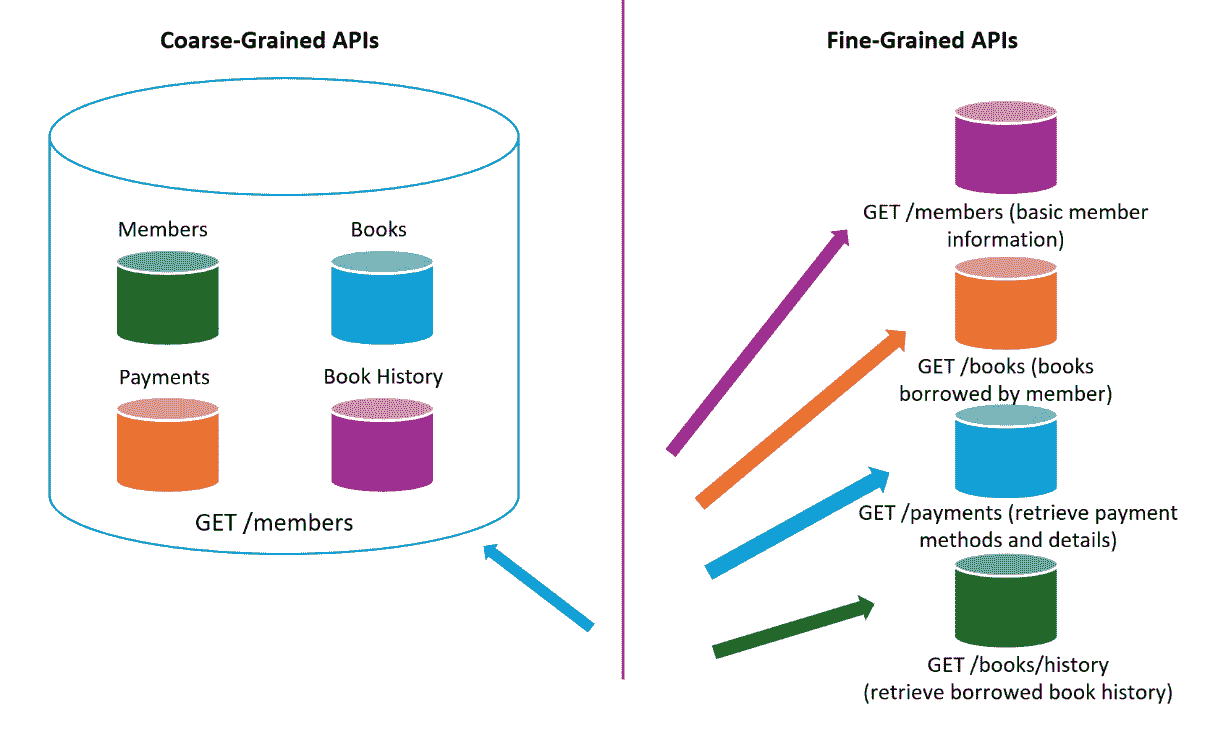 Coarse-Grained APIs
Members
Books
Payments
Book History
GET /members
Fine-Grained APIs
GET /members (basic member
information)
GET /books (books
borrowed by member)
GET /payments (retrieve payment
methods and details)
GET /books/history
(retrieve borrowed book history)